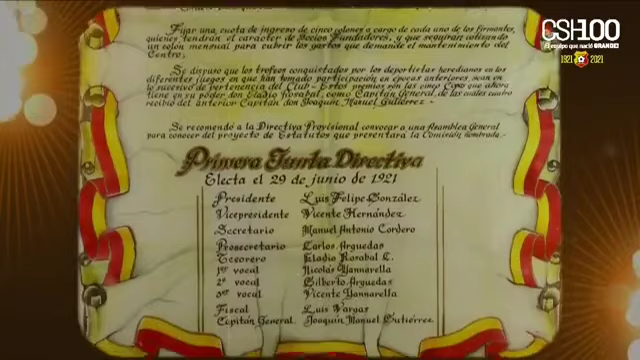 Fijar una cuota de ingreso de cinco colones a cargo de cada uno de los firmantes,
quienes tendrán el caracter de Socios Fundadores, y que seguirán cotizando
un colón mensual para cubrir los gastos que demande el mantenimiento del
Centro.
Se dispuso que los trofeos conquistados por los deportistas heredianos en los
diferentes juegos en que han tomado participación en épocas anteriores, sean en
lo sucesivo de pertenencia del Club - Estos premios son las cinco Copas que ahora
tiene en su poder don Eladio Rosabal, como Capitán General, de las cuales cuatro
recibió del anterior Capitán don Joaquín Manuel Gutiérrez -
Se recomendó a la Directiva Provisional convocar a una Asamblea General
para conocer del proyecto de Estatutos que presentará la Comisión nombrada.-
Primera Junta Directiva
Electa el 29 de junio de 1921
Presidente Luis Felipe González
Vicepresidente Vicente Hernández
Secretario Manuel Antonio Cordero
Prosecretario Carlos Arguedas
Tesorero Eladio Rosabal C.
1er vocal Nicolás Yannarella
2º vocal Gilberto Arguedas
3er vocal Vicente Yannarella
Fiscal Luis Vargas
Capitán General Joaquín Manuel Gutiérrez
CSH100
El equipo que nació GRANDE!
1921 2021